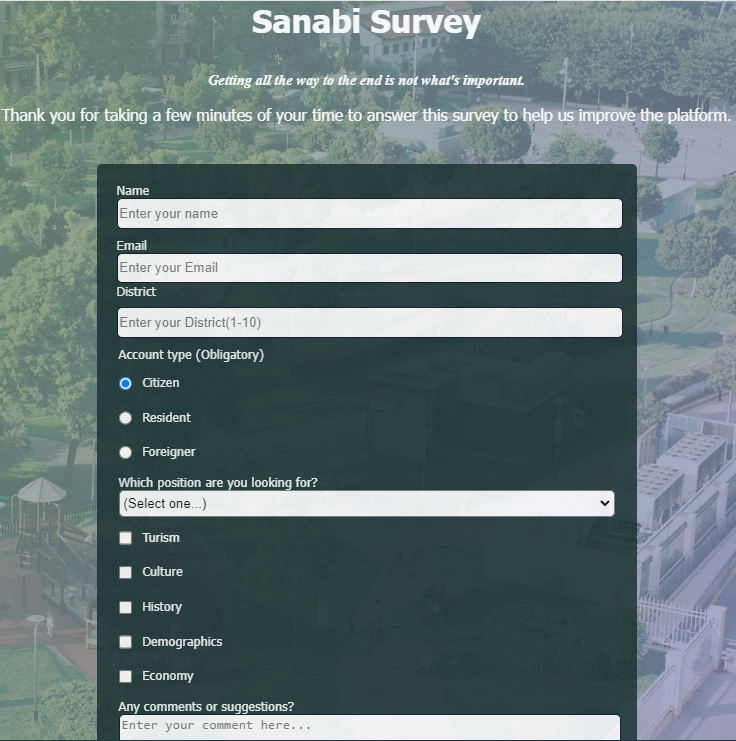 Sanabi Survey
Getting all the way to the end is not what's important.
Thank you for taking a few minutes of your time to answer this survey to help us improve the platform.
Name
Enter your name
Email
Enter your Email
District
Enter your District(1-10)
Account type (Obligatory)
Citizen
Resident
Foreigner
Which position are you looking for?
(Select one...)
Turism
Culture
History
Demographics
Economy
Any comments or suggestions?
Enter your comment here...